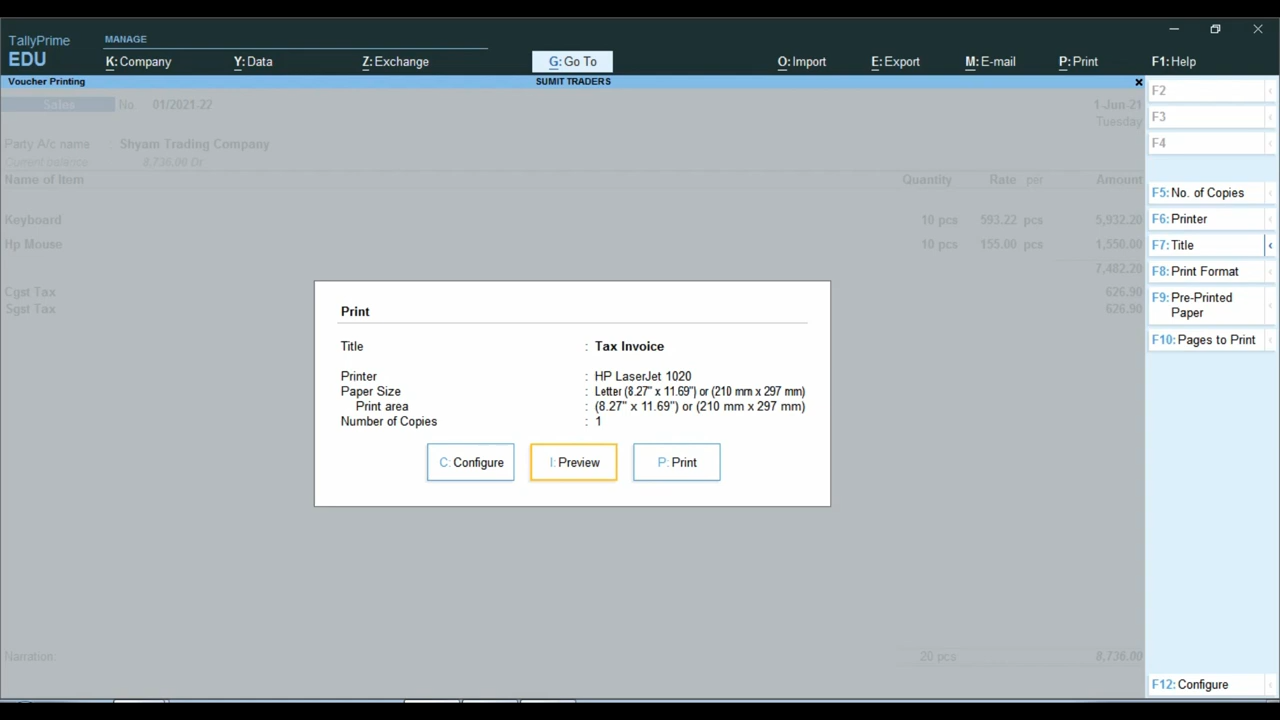 TallyPrime
EDU
MANAGE
K: Company
Y: Data
Z: Exchange
G: Go To
O: Import
E: Export
M: E-mail
P: Print
F1: Help
Voucher Printing
SUMIT TRADERS
x
Sales No. 01/2021-22
1-Jun-21
Tuesday
Party A/c name : Shyam Trading Company
Current balance : 8,736.00 Dr
Name of Item Quantity Rate per Amount
Keyboard 10 pcs 593.22 pcs 5,932.20
Hp Mouse 10 pcs 155.00 pcs 1,550.00
7,482.20
Cgst Tax 626.90
Sgst Tax 626.90
Print
Title : Tax Invoice
Printer : HP LaserJet 1020
Paper Size : Letter (8.27" x 11.69") or (210 mm x 297 mm)
Print area : (8.27" x 11.69") or (210 mm x 297 mm)
Number of Copies : 1
C: Configure
I: Preview
P: Print
Narration:
20 pcs 8,736.00
F2
F3
F4
F5: No. of Copies
F6: Printer
F7: Title
F8: Print Format
F9: Pre-Printed
Paper
F10: Pages to Print
F12: Configure